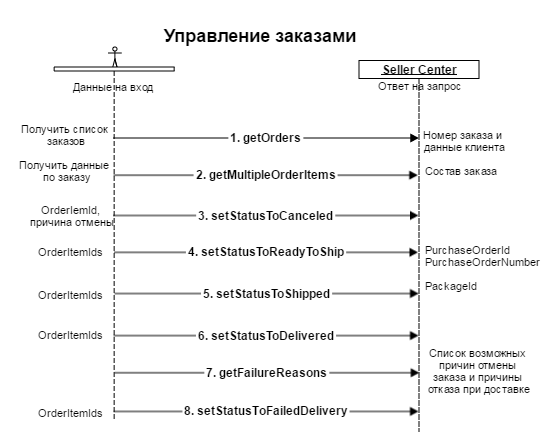 Управление заказами
Seller Center
Данные на вход
Ответ на запрос
Получить список
заказов
1. getOrders
Номер заказа и
данные клиента
Получить данные
по заказу
2. getMultipleOrderItems
Состав заказа
OrderIemId,
причина отмены
3. setStatusToCanceled
OrderItemIds
4. setStatusToReadyToShip
PurchaseOrderId
PurchaseOrderNumber
OrderItemIds
5. setStatusToShipped
PackageId
OrderItemIds
6. setStatusToDelivered
7. getFailureReasons
Список возможных
причин отмены
заказа и причины
отказа при доставке
OrderItemIds
8. setStatusToFailedDelivery